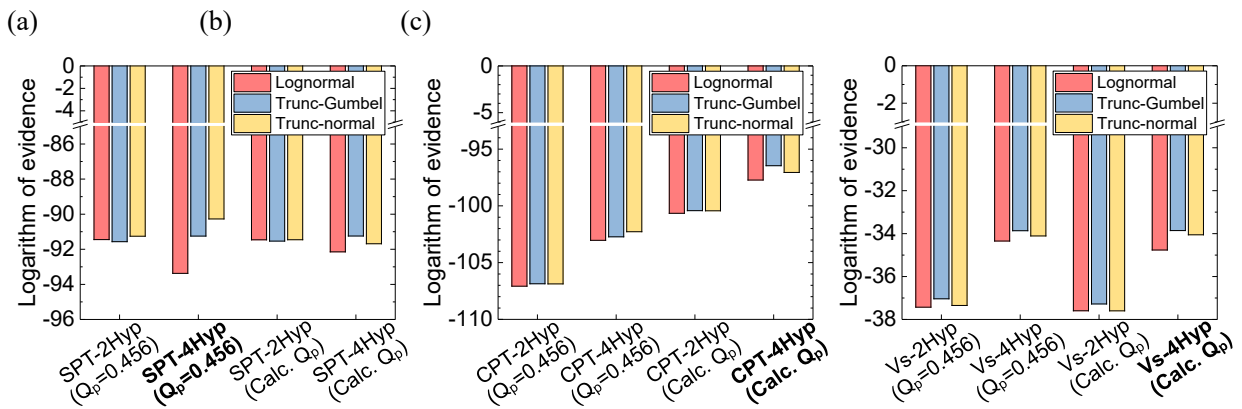 (a)
(b)
(c)
Logarithm of evidence
0
-2
-4
-86
-88
-90
-92
-94
-96
Lognormal
Trunc-Gumbel
Trunc-normal
SPT-2Hyp
(Qp=0.456)
SPT-4Hyp
(Qp=0.456)
SPT-2Hyp
(Calc. Qp)
SPT-4Hyp
(Calc. Qp)
Logarithm of evidence
0
-5
-95
-100
-105
-110
Lognormal
Trunc-Gumbel
Trunc-normal
CPT-2Hyp
(Qp=0.456)
CPT-4Hyp
(Qp=0.456)
CPT-2Hyp
(Calc. Qp)
CPT-4Hyp
(Calc. Qp)
Logarithm of evidence
0
-2
-30
-32
-34
-36
-38
Lognormal
Trunc-Gumbel
Trunc-normal
Vs-2Hyp
(Qp=0.456)
Vs-4Hyp
(Qp=0.456)
Vs-2Hyp
(Calc. Qp)
Vs-4Hyp
(Calc. Qp)